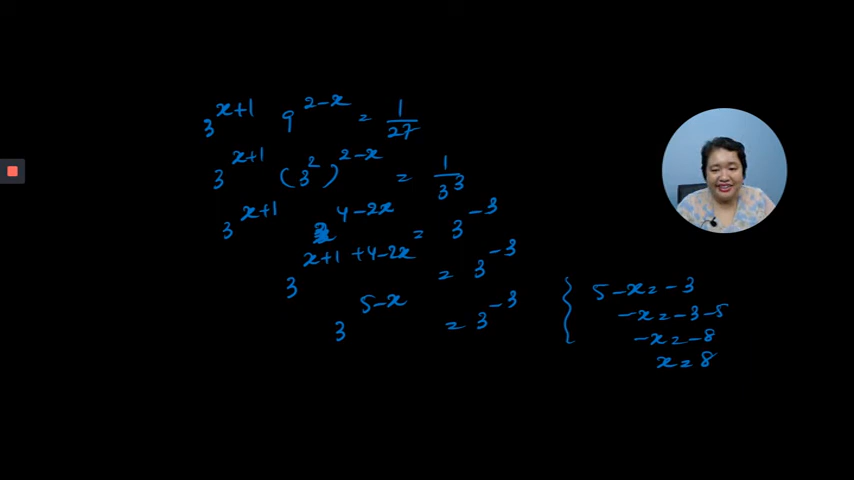 3^{x+1} 9^{2-x} = 1/27
3^{x+1} (3^2)^{2-x} = 1/3^3
3^{x+1} 3^{4-2x} = 3^{-3}
3^{x+1+4-2x} = 3^{-3}
3^{5-x} = 3^{-3}
{ 5-x = -3
-x = -3-5
-x = -8
x = 8